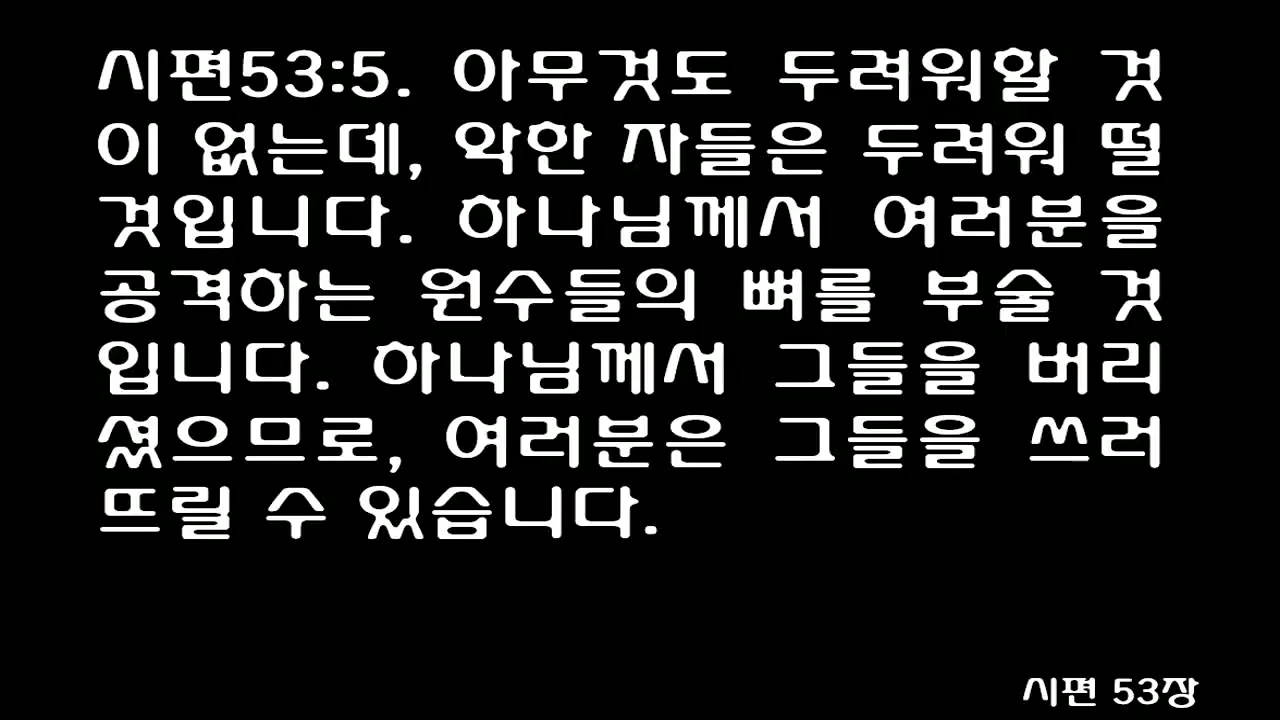 시편53:5. 아무것도 두려워할 것
이 없는데, 악한 자들은 두려워 떨
것입니다. 하나님께서 여러분을
공격하는 원수들의 뼈를 부술 것
입니다. 하나님께서 그들을 버리
셨으므로, 여러분은 그들을 쓰러
뜨릴 수 있습니다.
시편 53장